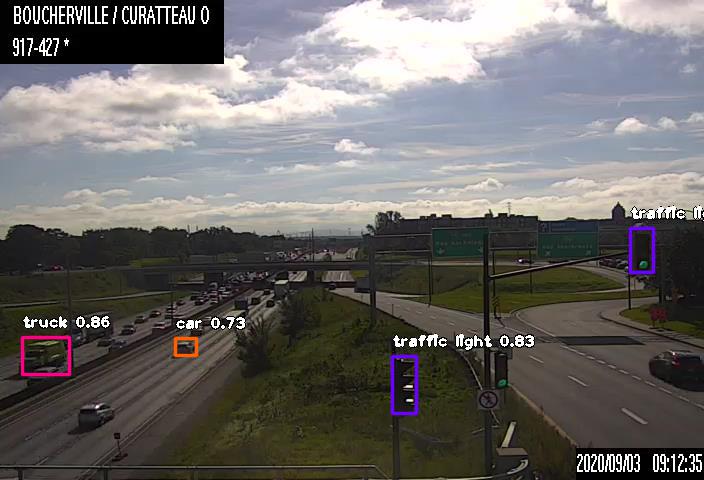 BOUCHERVILLE / CURATTEAU O
917-427 *
traffic li
truck 0.86
car 0.73
traffic light 0.83
2020/09/03 09:12:35